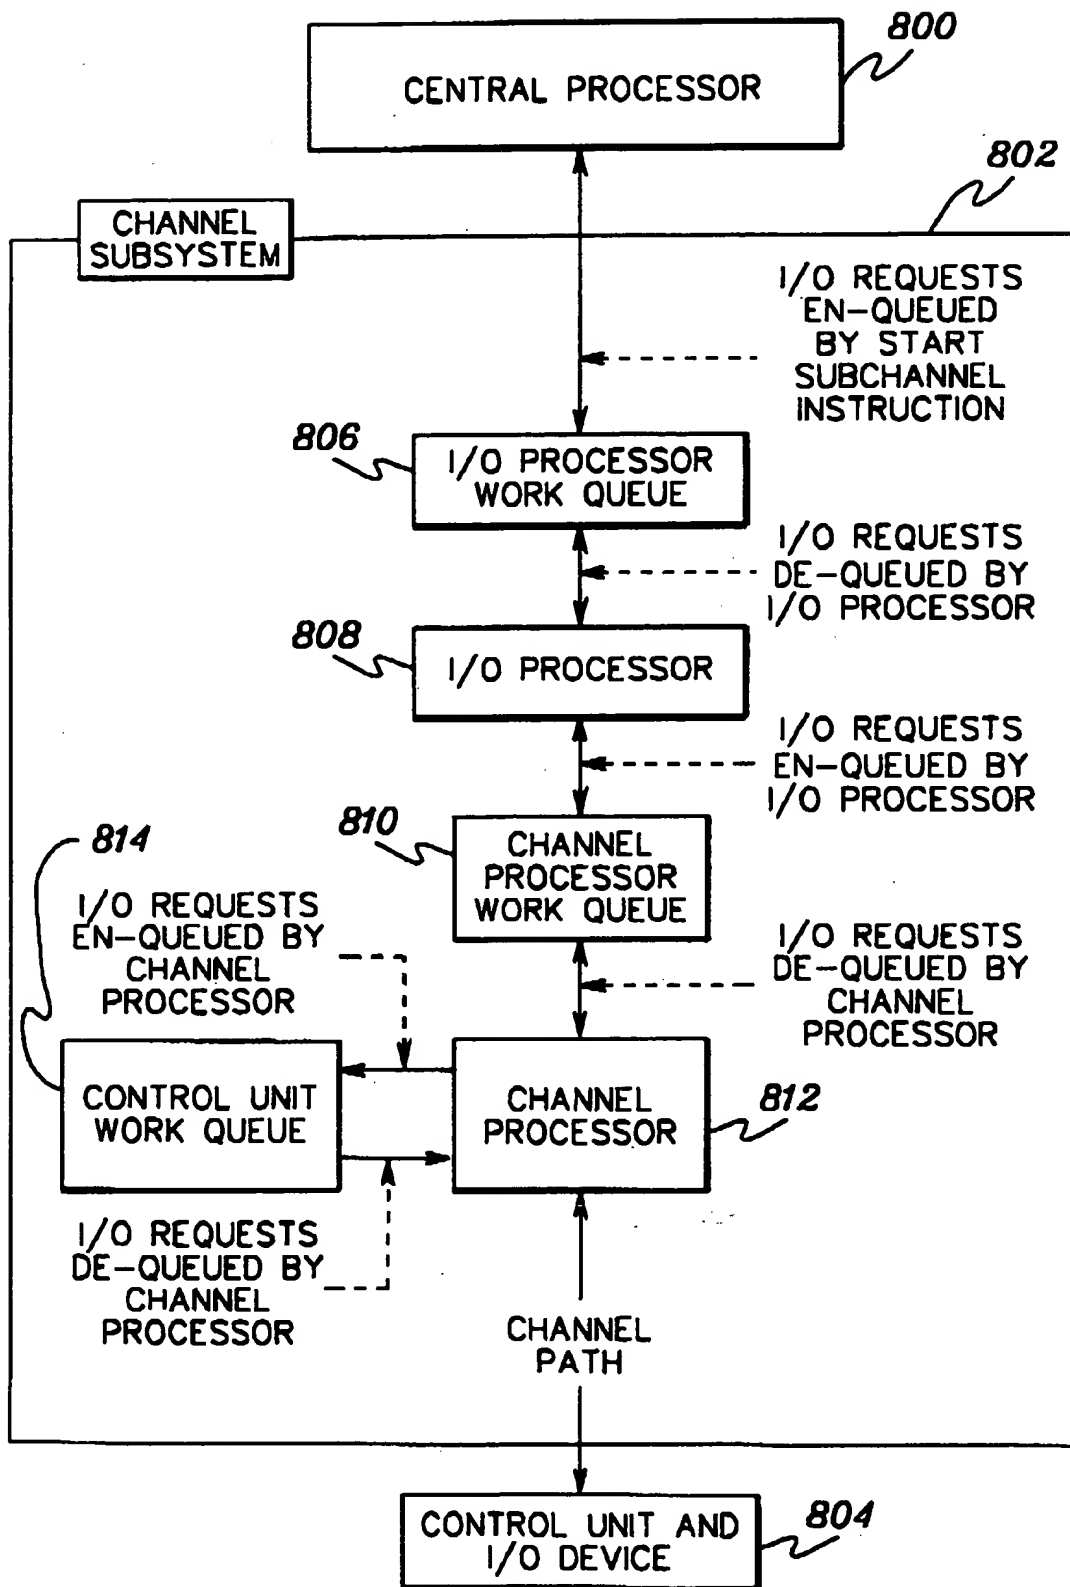 800
CENTRAL PROCESSOR
802
CHANNEL
SUBSYSTEM
I/O REQUESTS
EN-QUEUED
BY START
SUBCHANNEL
INSTRUCTION
806
I/O PROCESSOR
WORK QUEUE
I/O REQUESTS
DE-QUEUED BY
I/O PROCESSOR
808
I/O PROCESSOR
I/O REQUESTS
EN-QUEUED BY
I/O PROCESSOR
810
CHANNEL
PROCESSOR
WORK QUEUE
814
I/O REQUESTS
EN-QUEUED BY
CHANNEL
PROCESSOR
I/O REQUESTS
DE-QUEUED BY
CHANNEL
PROCESSOR
CONTROL UNIT
WORK QUEUE
CHANNEL
PROCESSOR
812
I/O REQUESTS
DE-QUEUED BY
CHANNEL
PROCESSOR
CHANNEL
PATH
CONTROL UNIT AND
I/O DEVICE
804